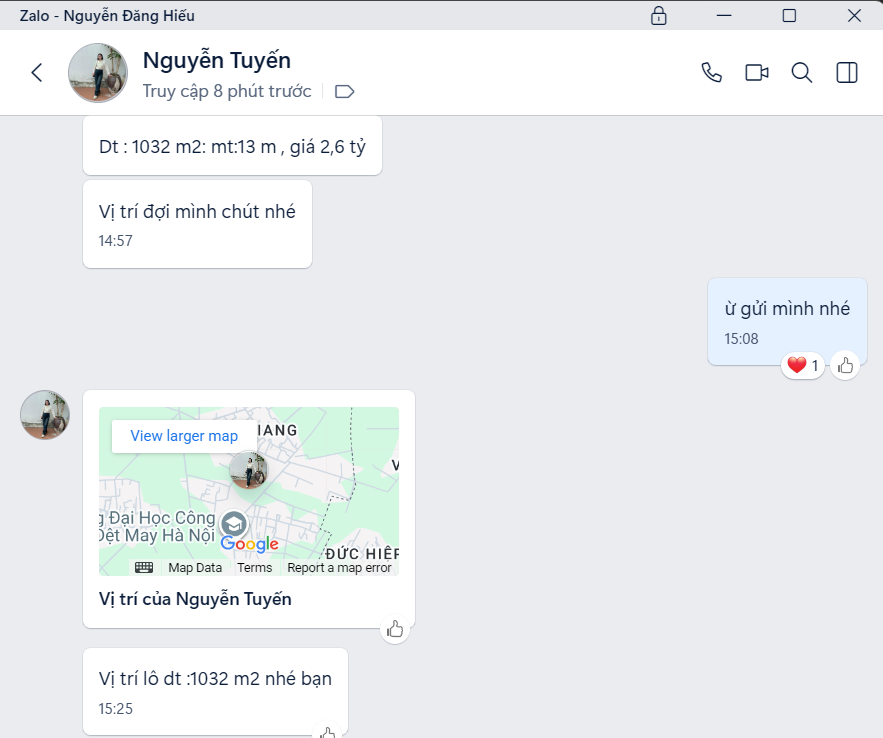 Zalo - Nguyễn Đăng Hiếu
Nguyễn Tuyến
Truy cập 8 phút trước
Dt : 1032 m2: mt:13 m , giá 2,6 tỷ
Vị trí đợi mình chút nhé
14:57
ừ gửi mình nhé
15:08
1
View larger map
IANG
V
g Đại Học Công
Dệt May Hà Nội
Google
ĐỨC HIỆP
Map Data
Terms
Report a map error
Vị trí của Nguyễn Tuyến
Vị trí lô dt :1032 m2 nhé bạn
15:25